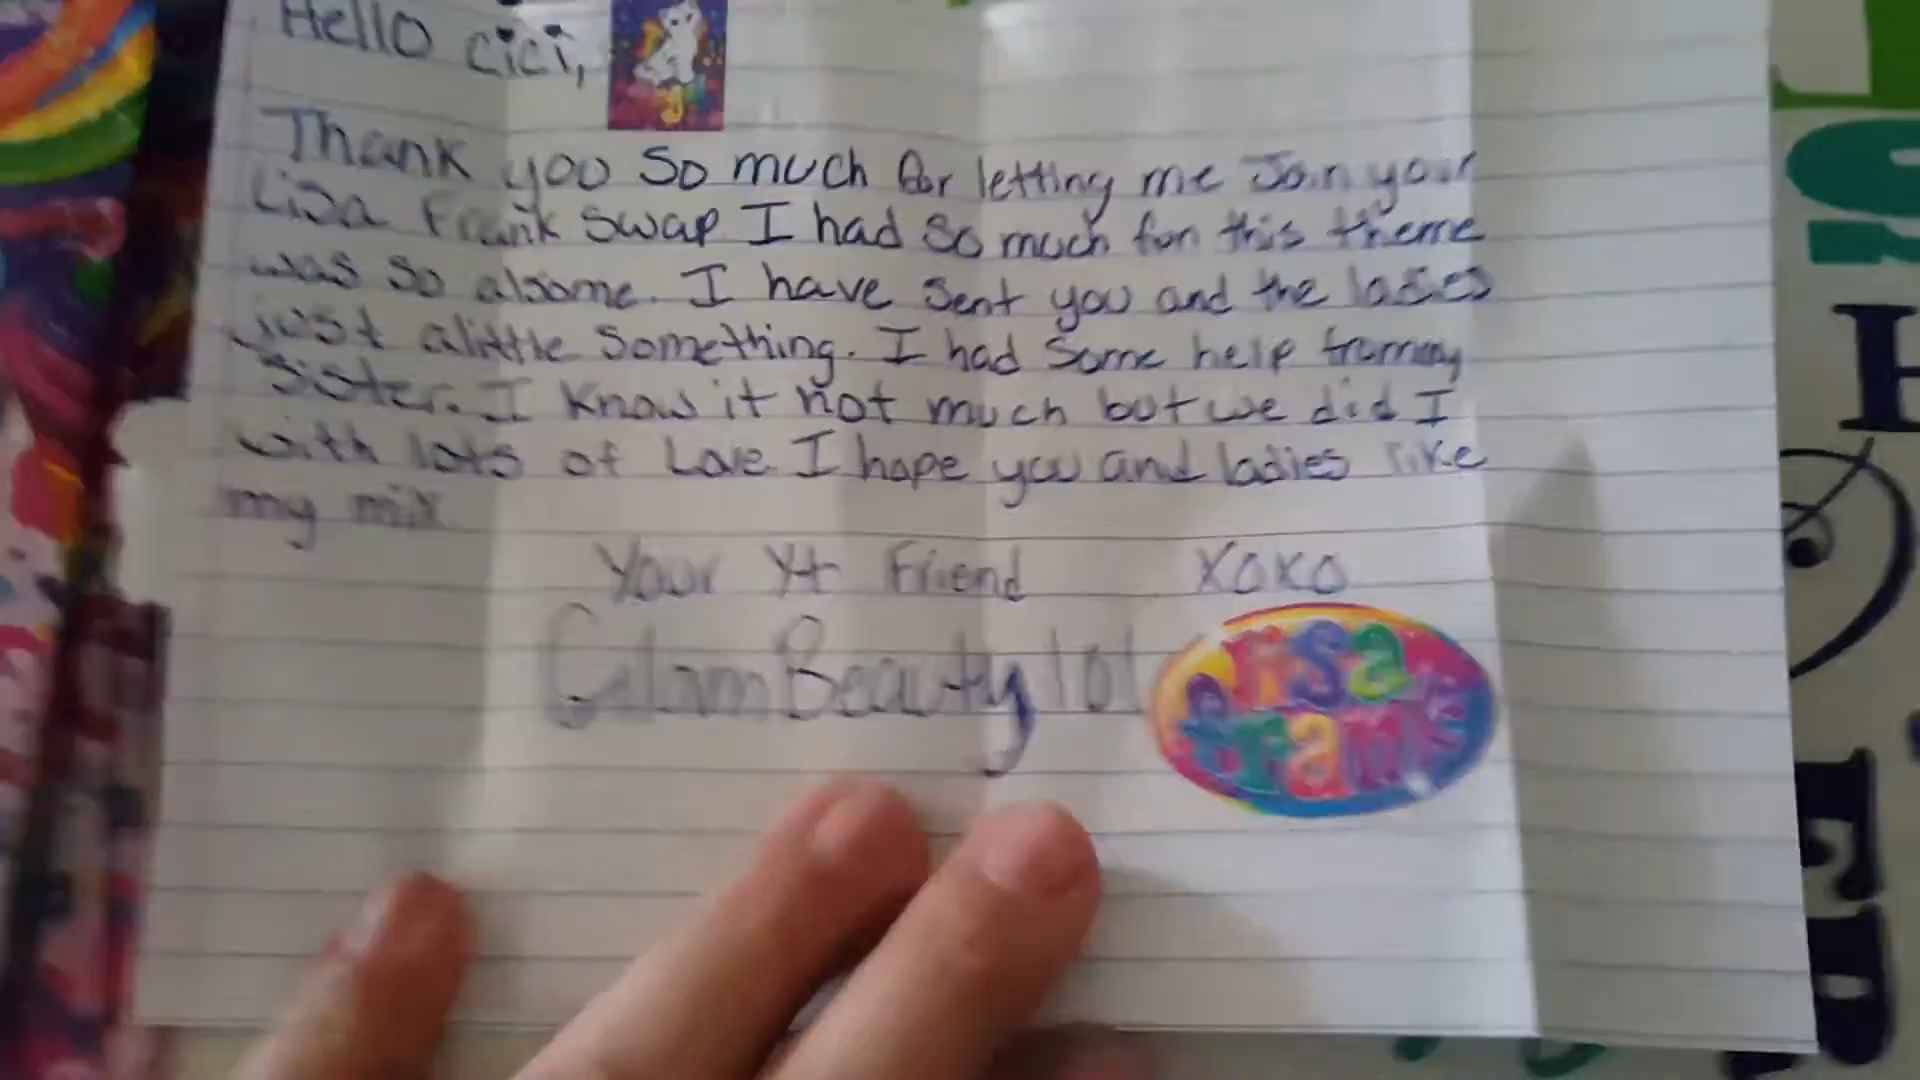 Hello cici,
Thank you so much for letting me Join your
Lisa Frank swap I had so much fun this theme
was so alsome. I have sent you and the ladies
just alittle something. I had some help from my
sister. I know it not much but we did I
with lots of Love I hope you and ladies like
my mix
Your Yt Friend XOXO
GlamBeauty101
Lisa
Frank